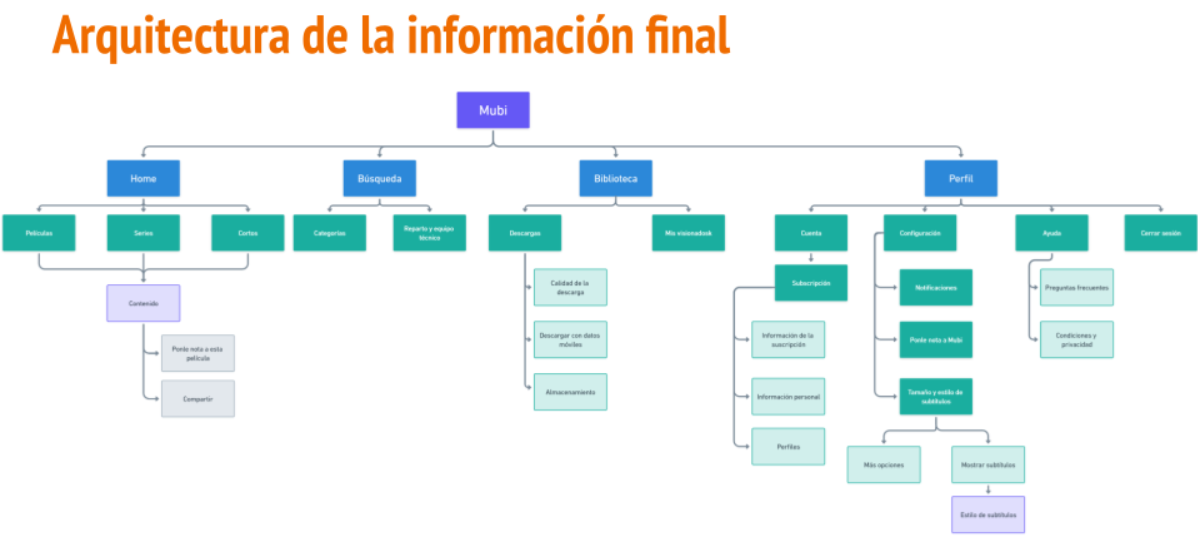 Arquitectura de la información final
Mubi
Home
Búsqueda
Biblioteca
Perfil
Películas
Series
Cortos
Categorías
Reparto y equipo
técnico
Descargas
Mis visionados
Cuenta
Configuración
Ayuda
Cerrar sesión
Contenido
Ponle nota a esta
película
Compartir
Calidad de la
descarga
Descargar con datos
móviles
Almacenamiento
Subscripción
Información de la
suscripción
Información personal
Perfiles
Notificaciones
Ponle nota a Mubi
Tamaño y estilo de
subtítulos
Más opciones
Mostrar subtítulos
Estilo de subtítulos
Preguntas frecuentes
Condiciones y
privacidad